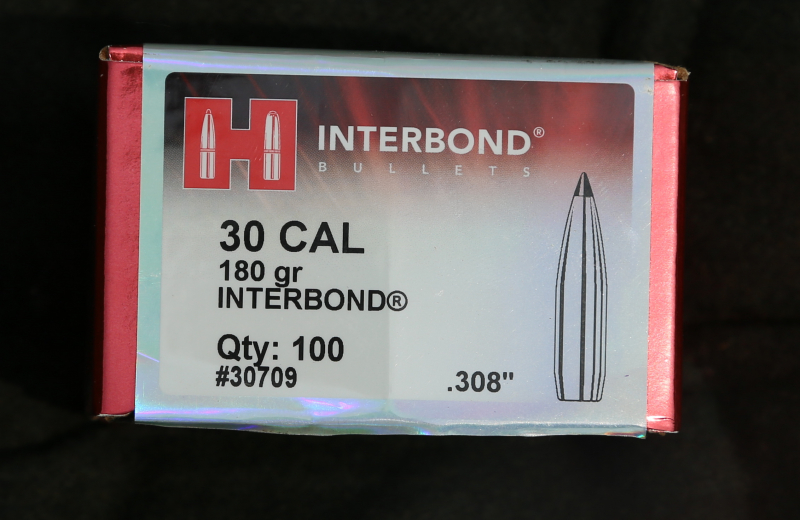 H INTERBOND®
BULLETS
30 CAL
180 gr
INTERBOND®
Qty: 100
#30709
.308"